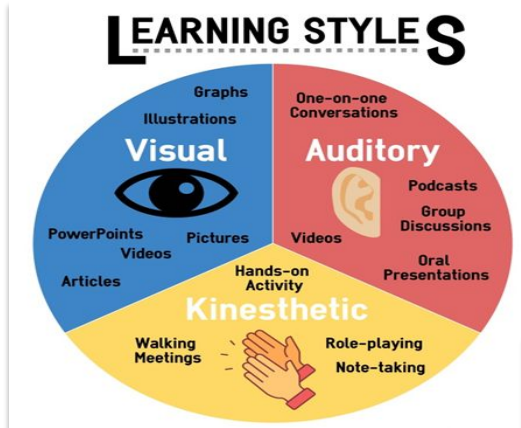 LEARNING STYLES
Graphs
Illustrations
Visual
PowerPoints
Videos
Pictures
Articles
One-on-one
Conversations
Auditory
Podcasts
Group
Discussions
Videos
Oral
Presentations
Hands-on
Activity
Kinesthetic
Walking
Meetings
Role-playing
Note-taking